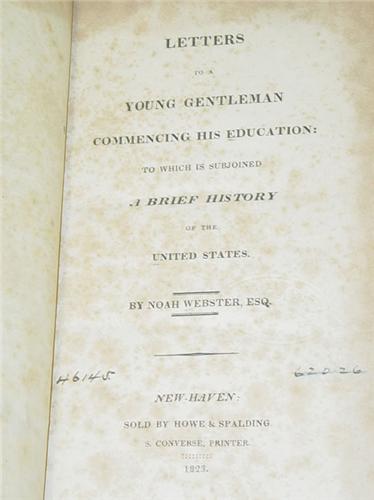 LETTERS
TO A
YOUNG GENTLEMAN
COMMENCING HIS EDUCATION:
TO WHICH IS SUBJOINED
A BRIEF HISTORY
OF THE
UNITED STATES.
BY NOAH WEBSTER, ESQ.
46145 62026
NEW-HAVEN:
SOLD BY HOWE & SPALDING
S. CONVERSE, PRINTER.
1823.